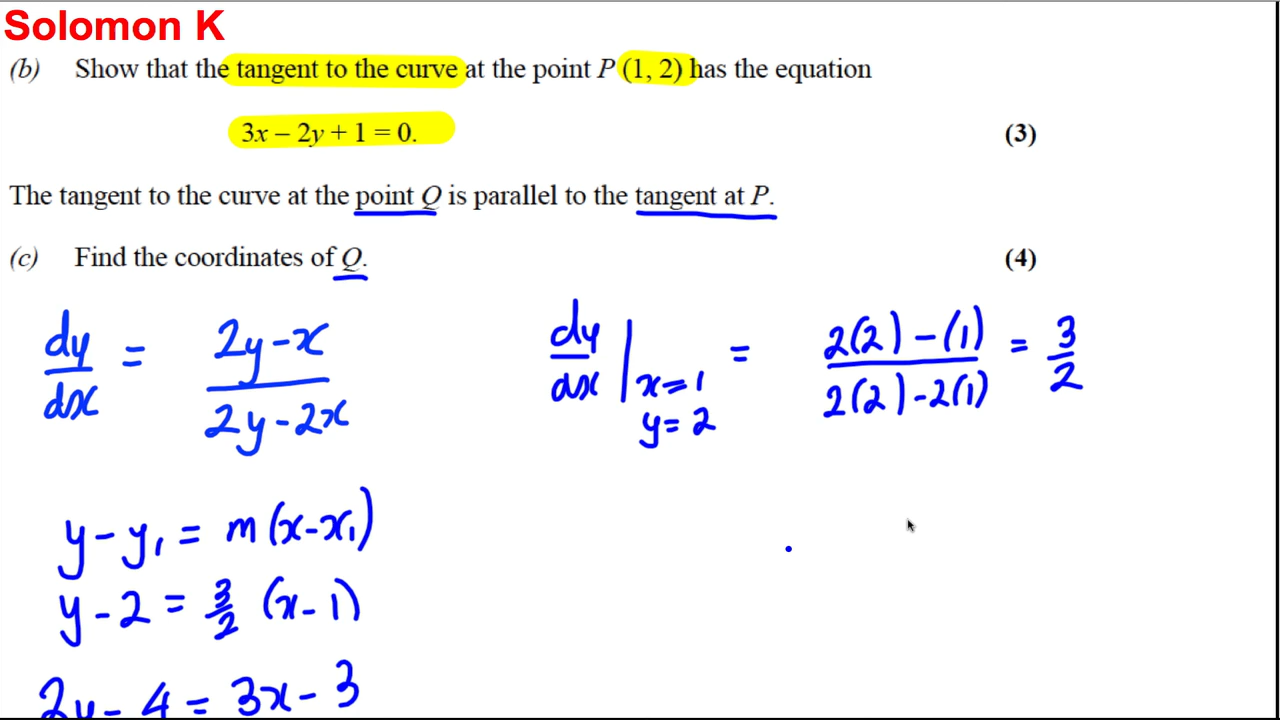 Solomon K
(b) Show that the tangent to the curve at the point P (1, 2) has the equation
3x – 2y + 1 = 0. (3)
The tangent to the curve at the point Q is parallel to the tangent at P.
(c) Find the coordinates of Q. (4)
dy/dx = (2y-x)/(2y-2x)
dy/dx | x=1 y=2 = (2(2)-(1))/(2(2)-2(1)) = 3/2
y-y₁ = m(x-x₁)
y-2 = 3/2 (x-1)
2y-4 = 3x-3